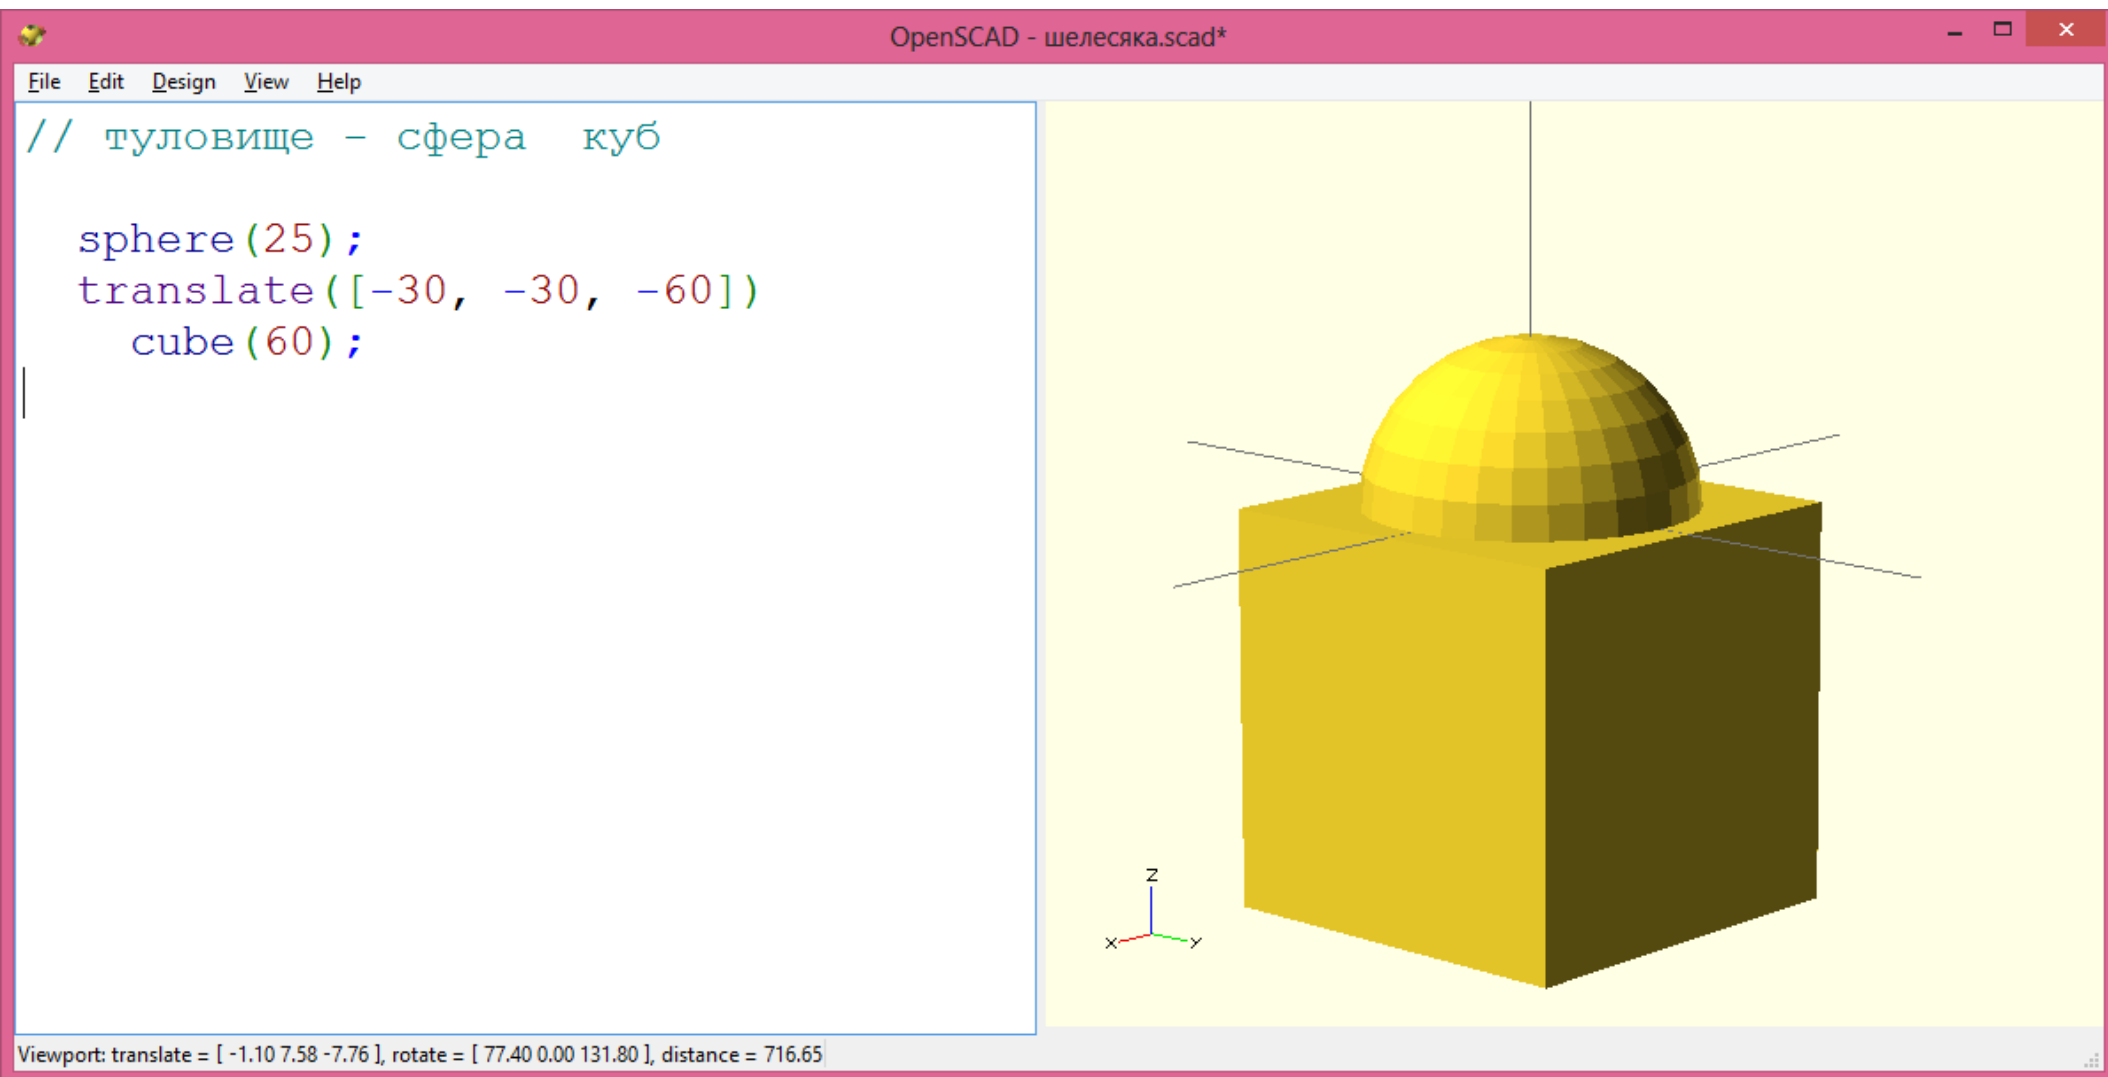 OpenSCAD - шелесяка.scad*
File Edit Design View Help
// туловище - сфера  куб
sphere(25);
translate([-30, -30, -60])
cube(60);
Z
X Y
Viewport: translate = [ -1.10 7.58 -7.76 ], rotate = [ 77.40 0.00 131.80 ], distance = 716.65